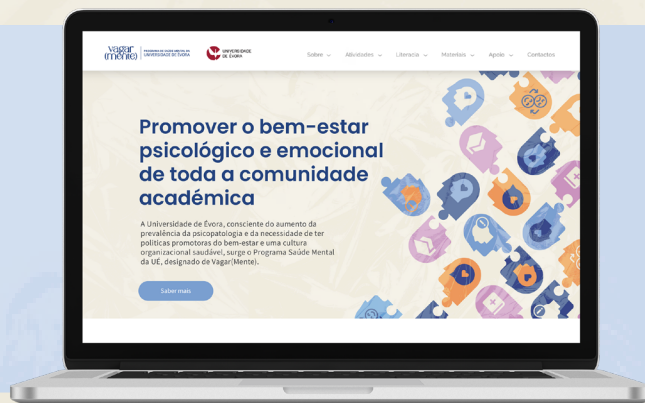 vagar
(mente)
PROGRAMA DE SAÚDE MENTAL DA
UNIVERSIDADE DE ÉVORA
UNIVERSIDADE
DE ÉVORA
Sobre
Atividades
Literacia
Materiais
Apoio
Contactos
Promover o bem-estar
psicológico e emocional
de toda a comunidade
académica
A Universidade de Évora, consciente do aumento da
prevalência da psicopatologia e da necessidade de ter
políticas promotoras do bem-estar e uma cultura
organizacional saudável, surge o Programa Saúde Mental
da UÉ, designado de Vagar(Mente).
Saber mais